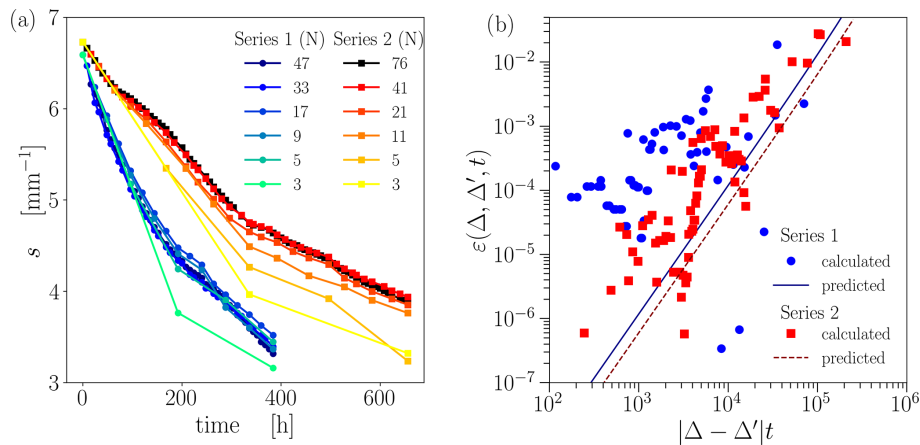 (a)
Series 1 (N) Series 2 (N)
47 76
33 41
17 21
9 11
5 5
3 3
7
6
5
4
3
s [mm⁻¹]
0 200 400 600
time [h]
(b)
10⁻²
10⁻³
10⁻⁴
10⁻⁵
10⁻⁶
10⁻⁷
ε(Δ, Δ′, t)
Series 1
calculated
predicted
Series 2
calculated
predicted
10² 10³ 10⁴ 10⁵ 10⁶
|Δ − Δ′|t